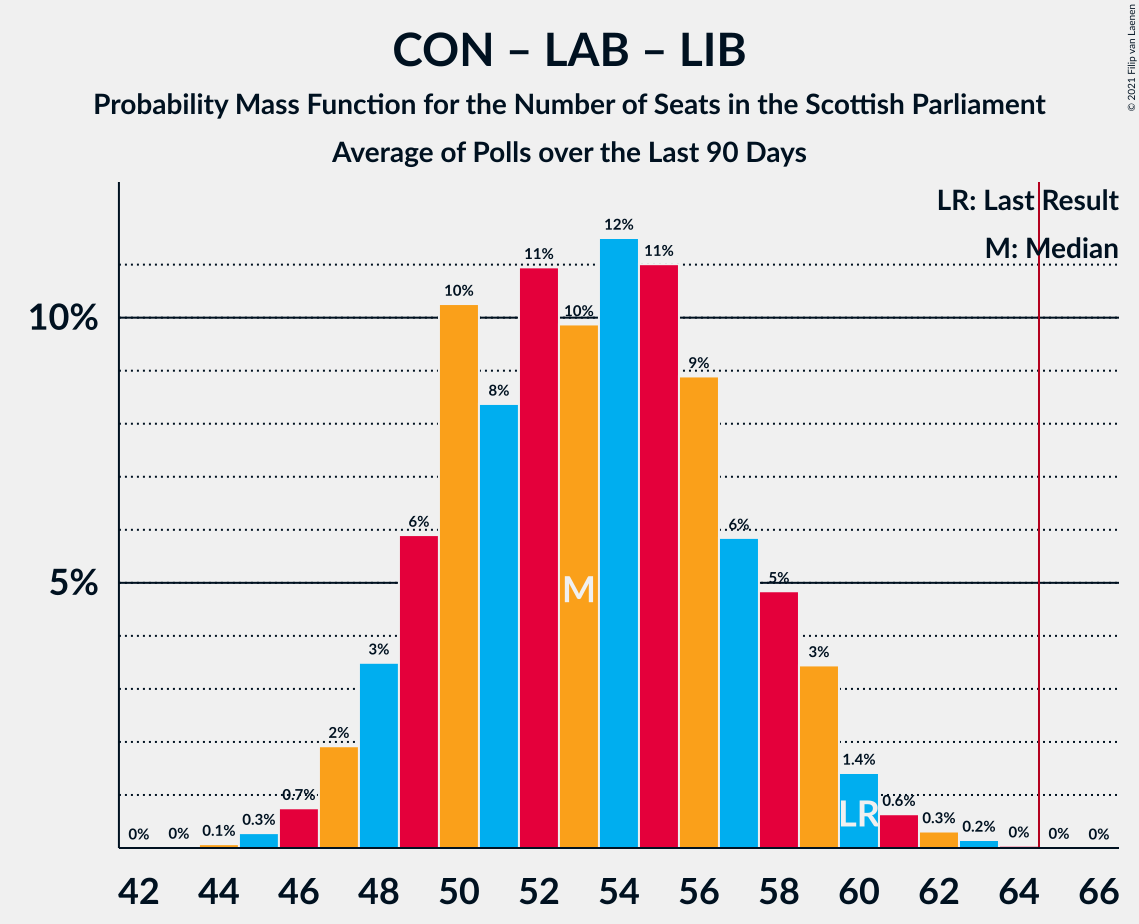 CON – LAB – LIB
Probability Mass Function for the Number of Seats in the Scottish Parliament
Average of Polls over the Last 90 Days
© 2021 Filip van Laenen
LR: Last Result
M: Median
10%
5%
0% 0% 0.1% 0.3% 0.7% 2% 3% 6% 10% 8% 11% 10% 12% 11% 9% 6% 5% 3% 1.4% 0.6% 0.3% 0.2% 0% 0% 0%
M
LR
42 44 46 48 50 52 54 56 58 60 62 64 66